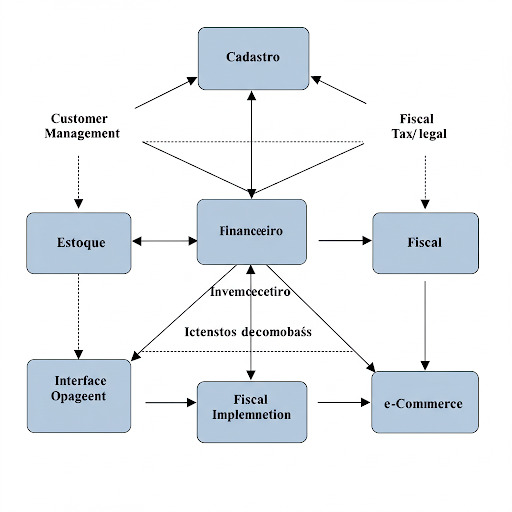 Cadastro
Customer
Management
Fiscal
Tax/legal
Estoque
Financeeiro
Fiscal
Invemcecetiro
Ictenstos decomobaśs
Interface
Opageent
Fiscal
Implemnetion
e-Commerce